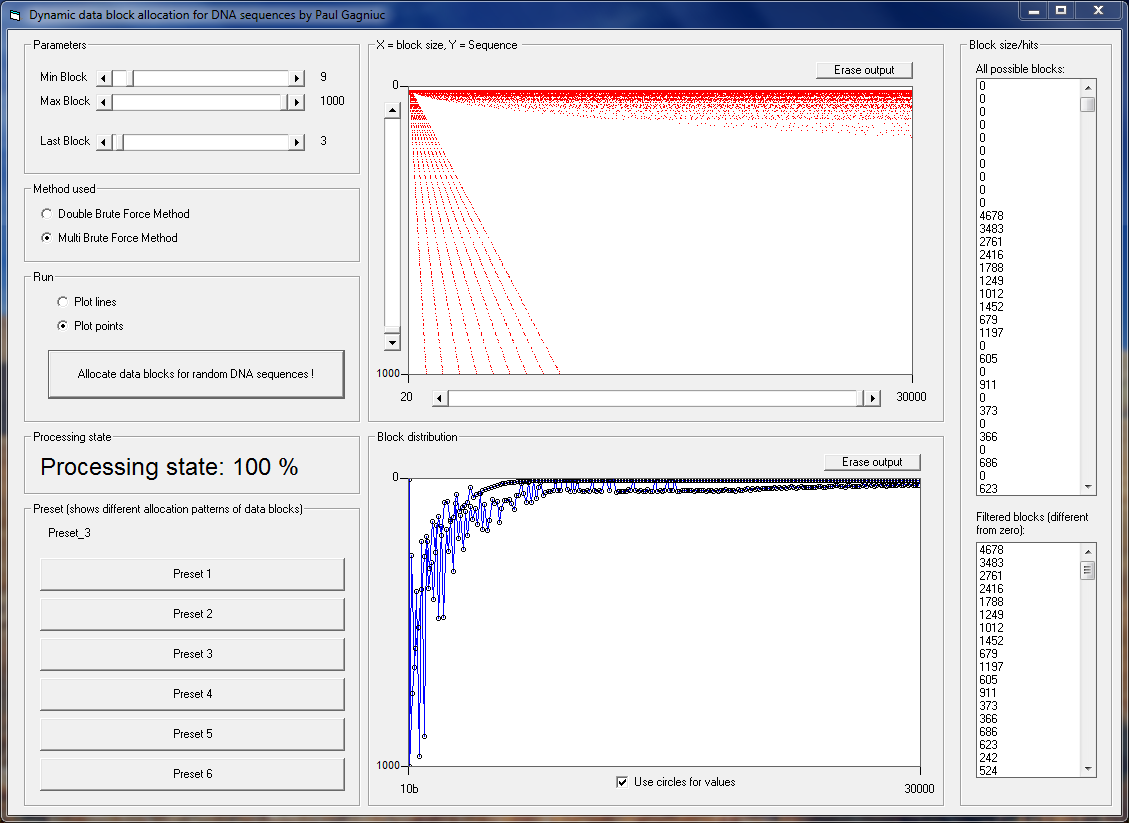 Dynamic data block allocation for DNA sequences by Paul Gagniuc
Parameters
Min Block 9
Max Block 1000
Last Block 3
Method used
Double Brute Force Method
Multi Brute Force Method
Run
Plot lines
Plot points
Allocate data blocks for random DNA sequences !
Processing state
Processing state: 100 %
Preset (shows different allocation patterns of data blocks)
Preset_3
Preset 1
Preset 2
Preset 3
Preset 4
Preset 5
Preset 6
X = block size, Y = Sequence
Erase output
0
1000
20 30000
Block distribution
Erase output
0
1000
10b 30000
Use circles for values
Block size/hits
All possible blocks:
0
0
0
0
0
0
0
0
0
0
4678
3483
2761
2416
1788
1249
1012
1452
679
1197
0
605
0
911
0
373
0
366
0
686
0
623
Filtered blocks (different
from zero):
4678
3483
2761
2416
1788
1249
1012
1452
679
1197
605
911
373
366
686
623
242
524